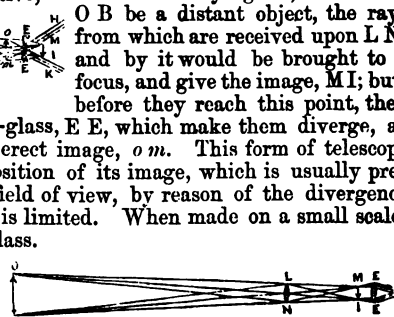 O B be a distant object, the ray
from which are received upon L N
and by it would be brought to
focus, and give the image, M I; but
before they reach this point, the
-glass, E E, which make them diverge, a
erect image, o m. This form of telescop
osition of its image, which is usually pre
field of view, by reason of the divergenc
is limited. When made on a small scale
lass.
H
M
I
K
E
E
o
m
O
L
M E
N
I E